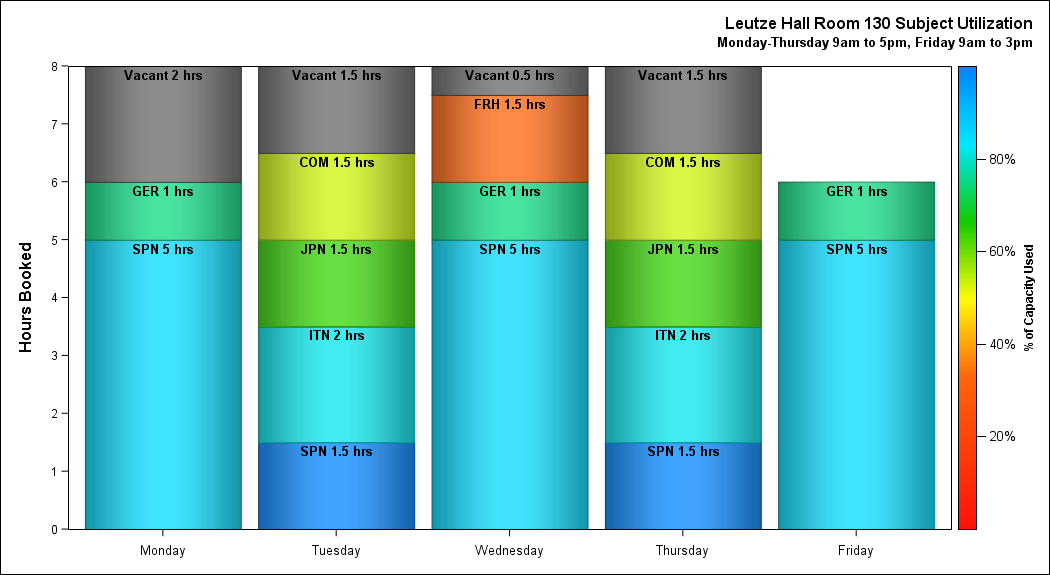 Leutze Hall Room 130 Subject Utilization
Monday-Thursday 9am to 5pm, Friday 9am to 3pm
Hours Booked
8
7
6
5
4
3
2
1
0
Vacant 2 hrs
GER 1 hrs
SPN 5 hrs
Vacant 1.5 hrs
COM 1.5 hrs
JPN 1.5 hrs
ITN 2 hrs
SPN 1.5 hrs
Vacant 0.5 hrs
FRH 1.5 hrs
GER 1 hrs
SPN 5 hrs
Vacant 1.5 hrs
COM 1.5 hrs
JPN 1.5 hrs
ITN 2 hrs
SPN 1.5 hrs
GER 1 hrs
SPN 5 hrs
Monday Tuesday Wednesday Thursday Friday
80%
60%
40%
20%
% of Capacity Used